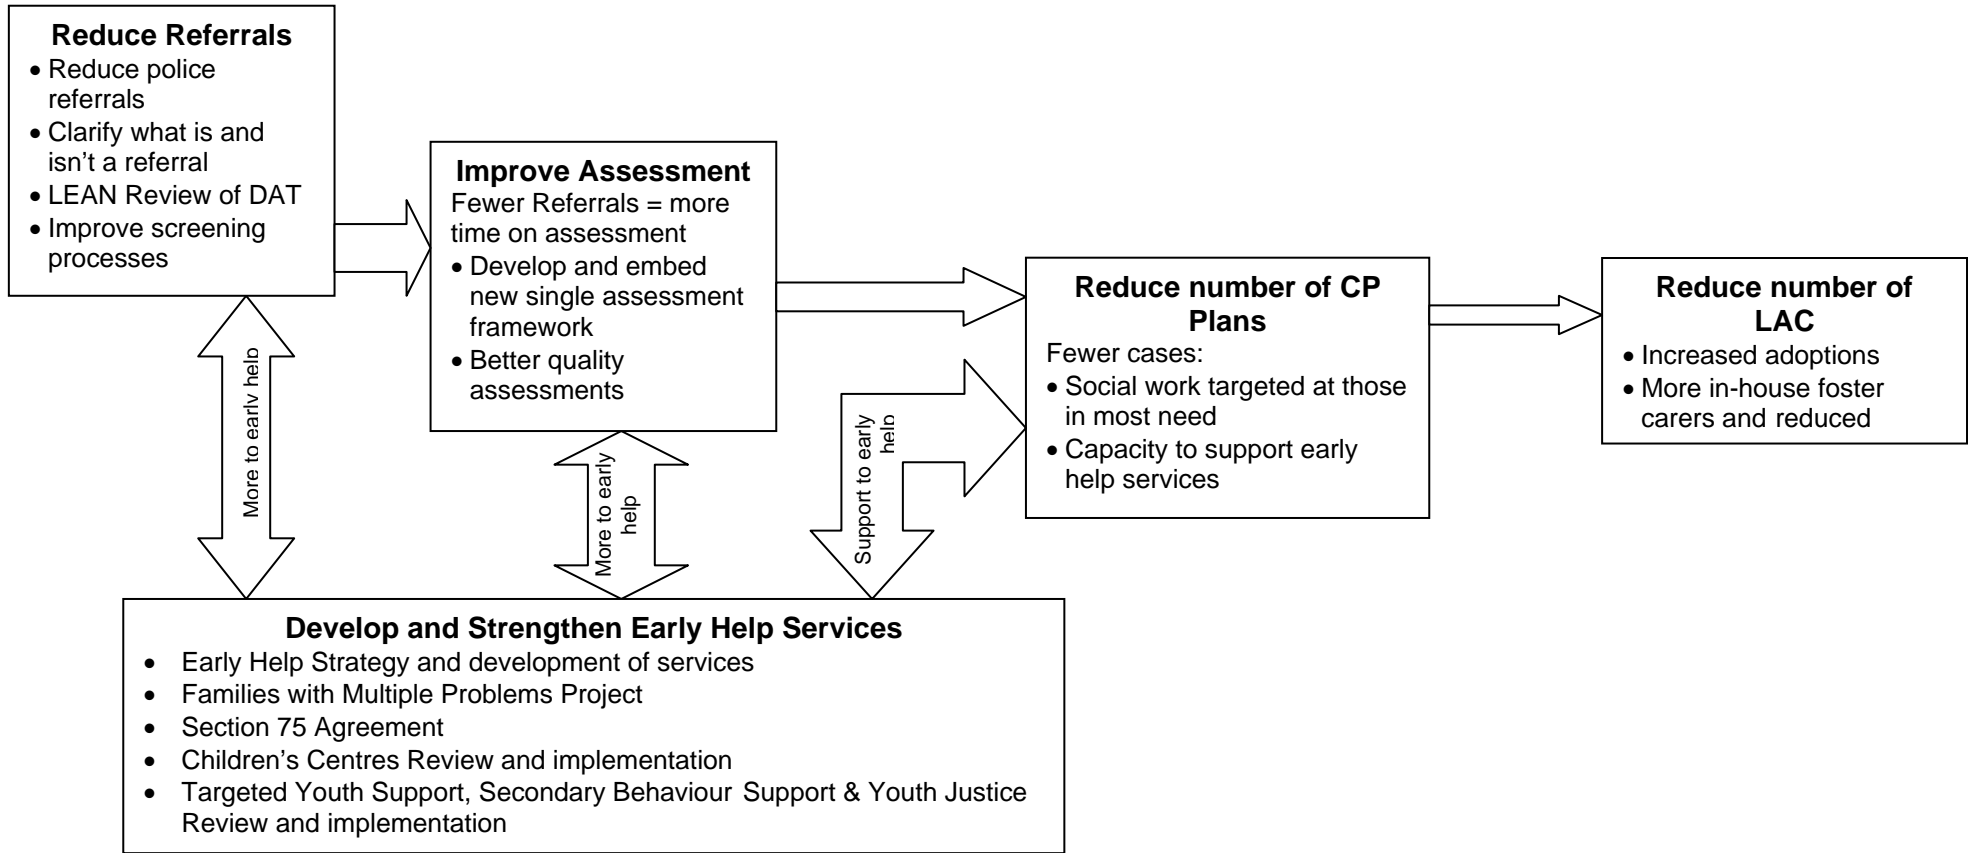 Reduce Referrals
• Reduce police
referrals
• Clarify what is and
isn’t a referral
• LEAN Review of DAT
• Improve screening
processes
Improve Assessment
Fewer Referrals = more
time on assessment
• Develop and embed
new single assessment
framework
• Better quality
assessments
Reduce number of CP
Plans
Fewer cases:
• Social work targeted at those
in most need
• Capacity to support early
help services
Reduce number of
LAC
• Increased adoptions
• More in-house foster
carers and reduced
More to early help
More to early
help
Support to early
help
Develop and Strengthen Early Help Services
• Early Help Strategy and development of services
• Families with Multiple Problems Project
• Section 75 Agreement
• Children’s Centres Review and implementation
• Targeted Youth Support, Secondary Behaviour Support & Youth Justice
Review and implementation